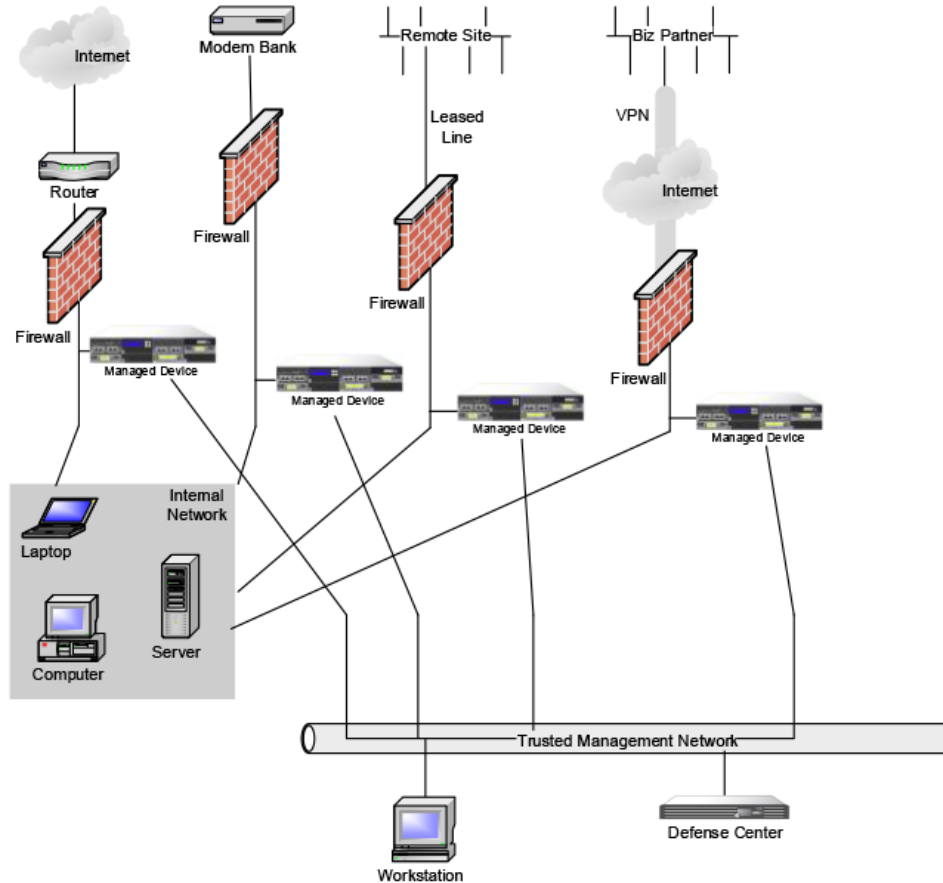 Internet
Modem Bank
Remote Site
Biz Partner
Leased
Line
VPN
Router
Internet
Firewall
Firewall
Firewall
Firewall
Managed Device
Managed Device
Managed Device
Managed Device
Internal
Network
Laptop
Server
Computer
Trusted Management Network
Workstation
Defense Center